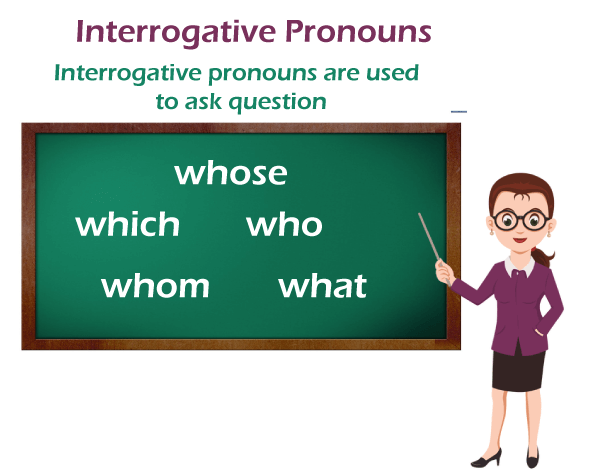 Interrogative Pronouns
Interrogative pronouns are used
to ask question
whose
which who
whom what